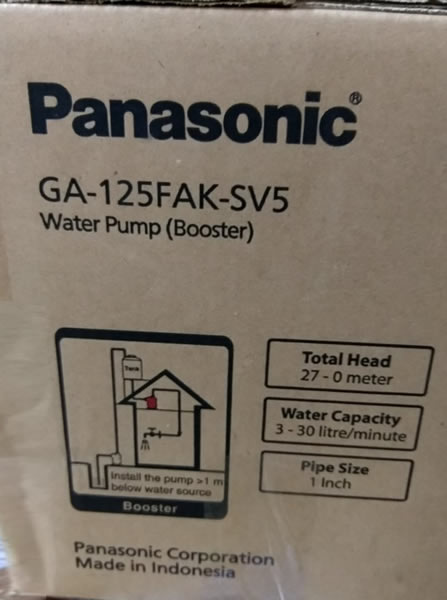 Panasonic®
GA-125FAK-SV5
Water Pump (Booster)
Tank
Install the pump >1 m
below water source
Booster
Total Head
27 - 0 meter
Water Capacity
3 - 30 litre/minute
Pipe Size
1 Inch
Panasonic Corporation
Made in Indonesia